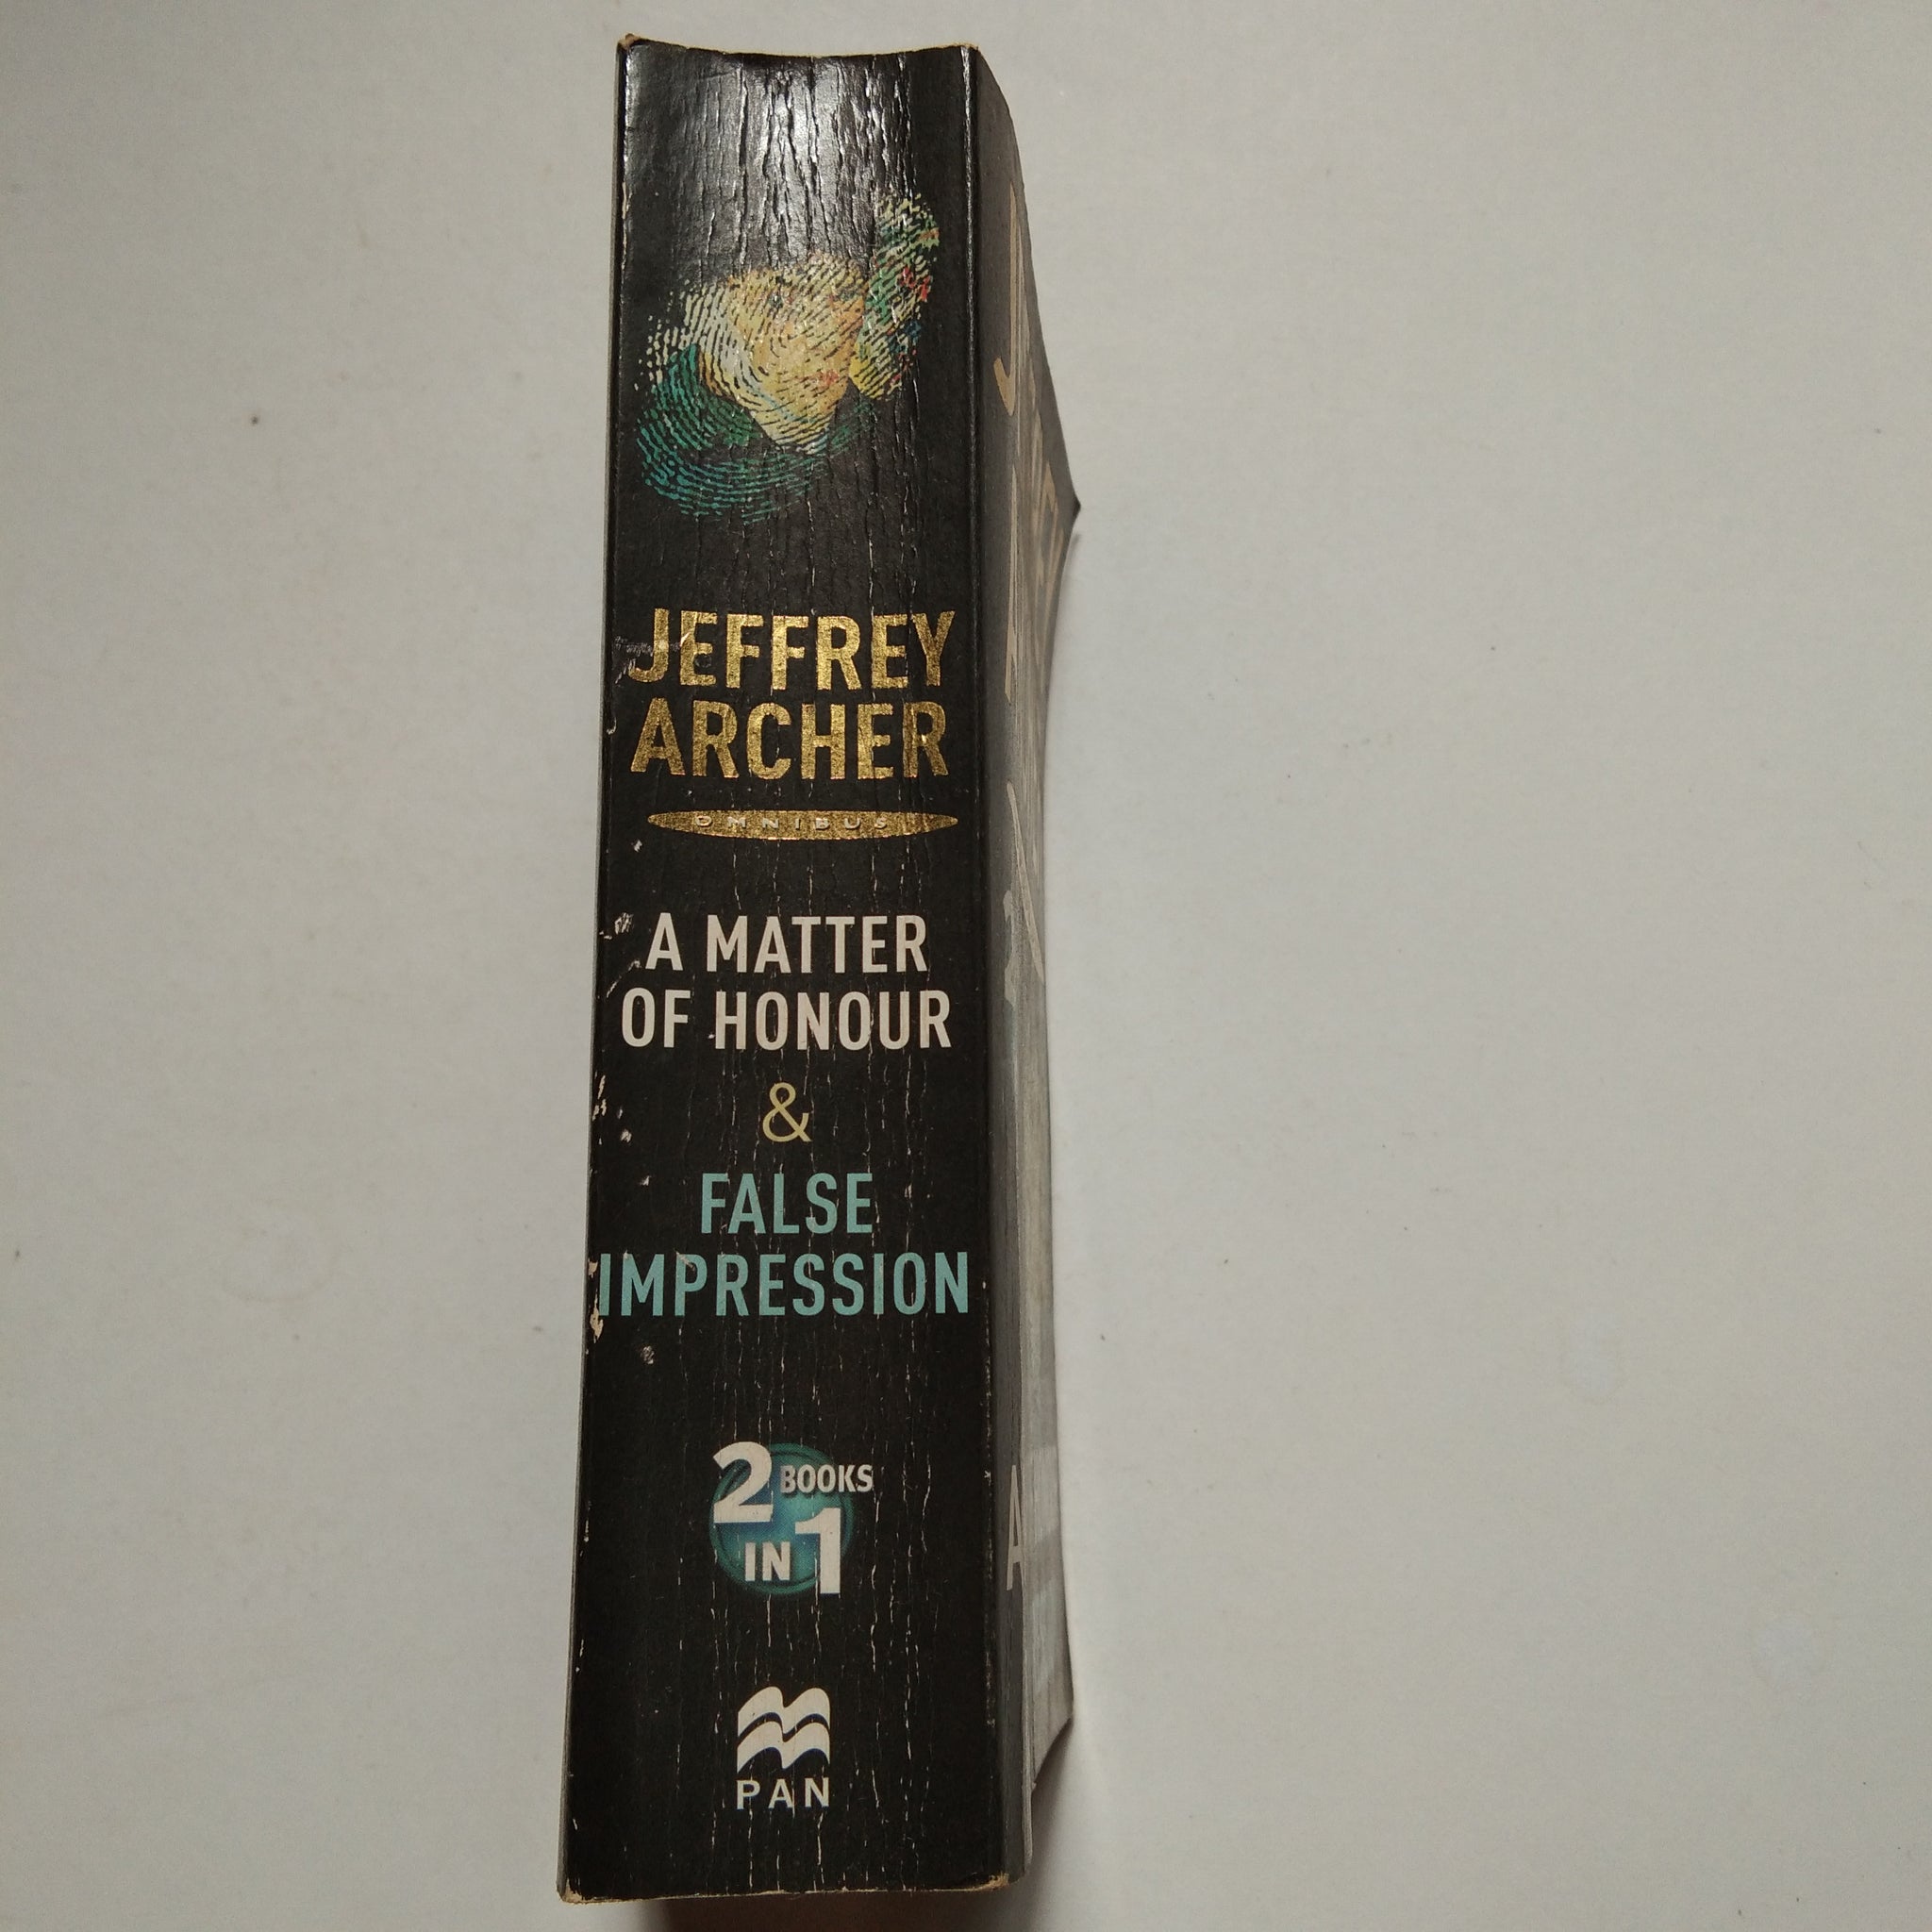 JEFFREY
ARCHER
OMNIBUS
A MATTER
OF HONOUR
&
FALSE
IMPRESSION
2 BOOKS
IN 1
PAN